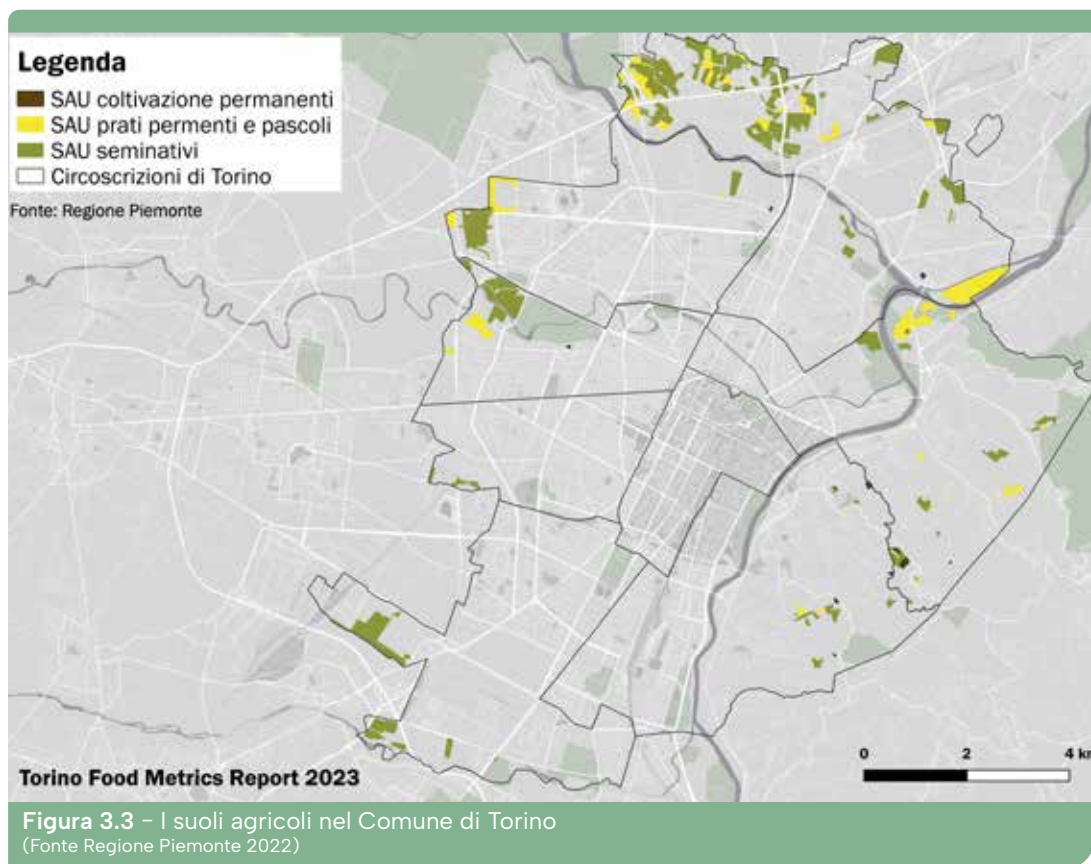 Legenda
SAU coltivazione permanenti
SAU prati permenti e pascoli
SAU seminativi
Circoscrizioni di Torino
Fonte: Regione Piemonte
0 2 4 km
Torino Food Metrics Report 2023
Figura 3.3 - I suoli agricoli nel Comune di Torino
(Fonte Regione Piemonte 2022)